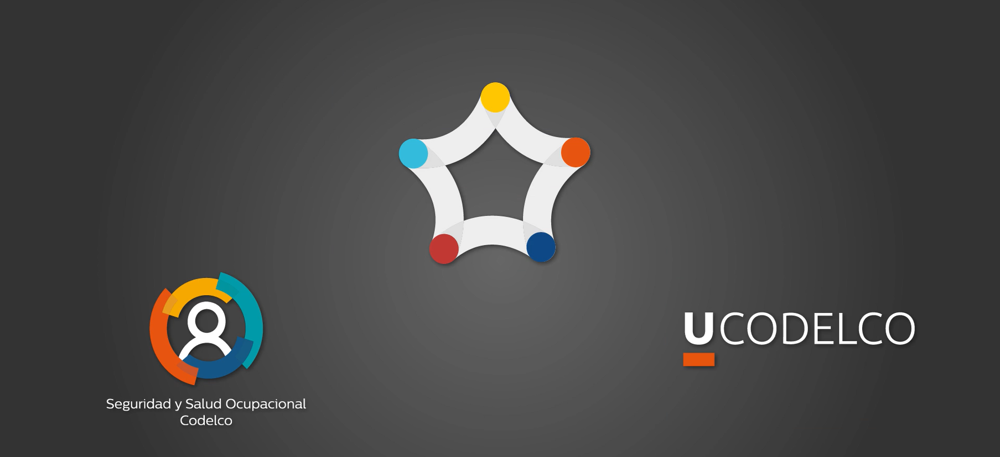 UCODELCO
Seguridad y Salud Ocupacional
Codelco